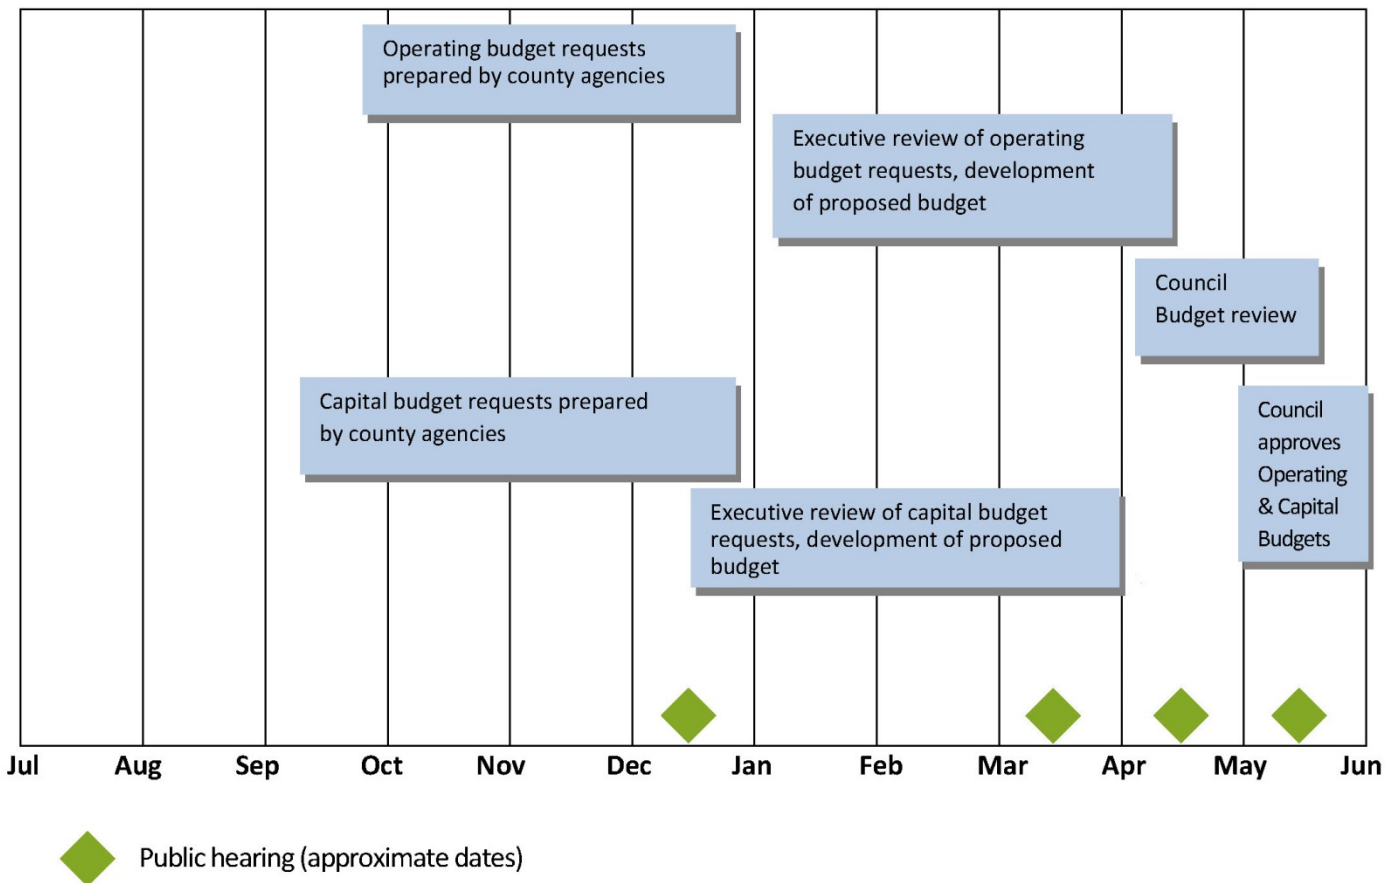 Operating budget requests
prepared by county agencies
Executive review of operating
budget requests, development
of proposed budget
Council
Budget review
Capital budget requests prepared
by county agencies
Council
approves
Operating
& Capital
Budgets
Executive review of capital budget
requests, development of proposed
budget
Jul Aug Sep Oct Nov Dec Jan Feb Mar Apr May Jun
Public hearing (approximate dates)